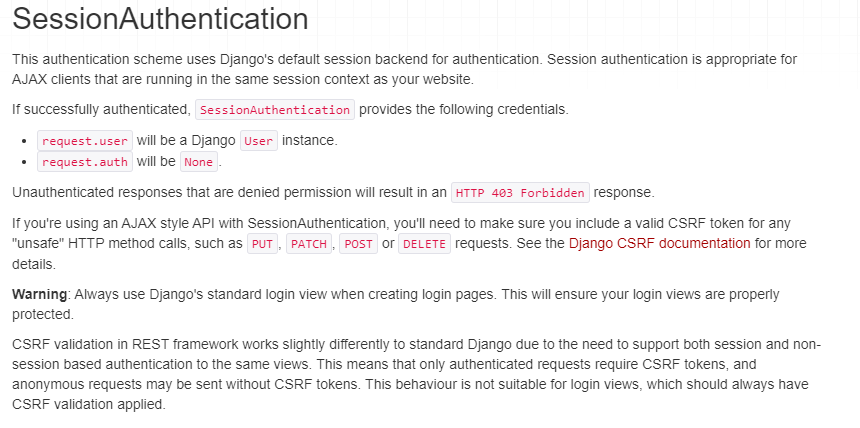 SessionAuthentication
This authentication scheme uses Django's default session backend for authentication. Session authentication is appropriate for
AJAX clients that are running in the same session context as your website.
If successfully authenticated, SessionAuthentication provides the following credentials.
• request.user will be a Django User instance.
• request.auth will be None.
Unauthenticated responses that are denied permission will result in an HTTP 403 Forbidden response.
If you're using an AJAX style API with SessionAuthentication, you'll need to make sure you include a valid CSRF token for any
"unsafe" HTTP method calls, such as PUT, PATCH, POST or DELETE requests. See the Django CSRF documentation for more
details.
Warning: Always use Django's standard login view when creating login pages. This will ensure your login views are properly
protected.
CSRF validation in REST framework works slightly differently to standard Django due to the need to support both session and non-
session based authentication to the same views. This means that only authenticated requests require CSRF tokens, and
anonymous requests may be sent without CSRF tokens. This behaviour is not suitable for login views, which should always have
CSRF validation applied.